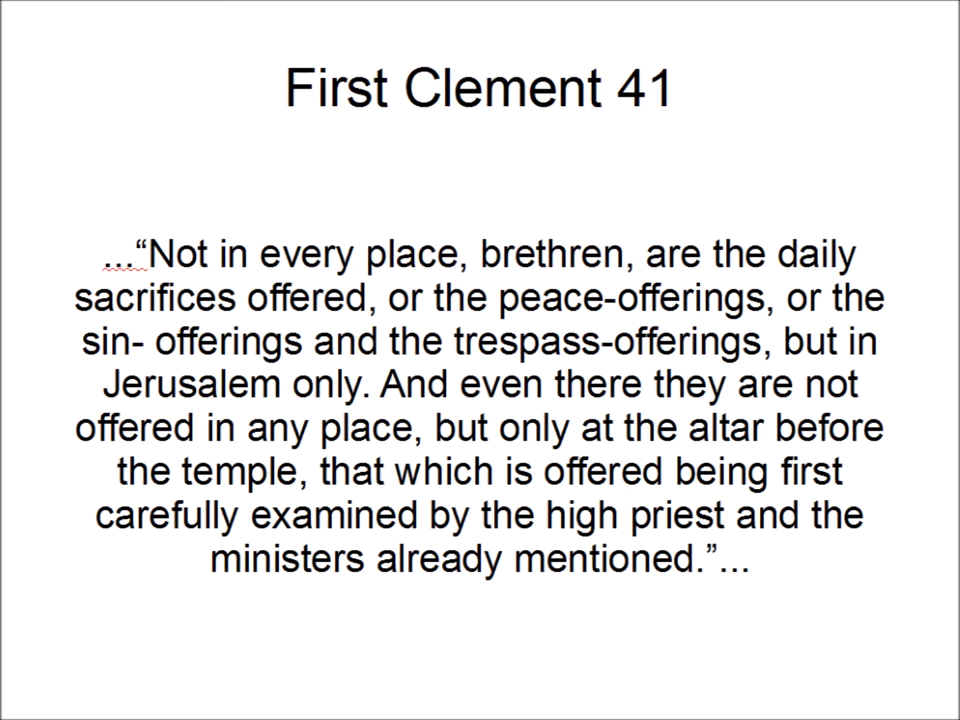 First Clement 41
...“Not in every place, brethren, are the daily
sacrifices offered, or the peace-offerings, or the
sin- offerings and the trespass-offerings, but in
Jerusalem only. And even there they are not
offered in any place, but only at the altar before
the temple, that which is offered being first
carefully examined by the high priest and the
ministers already mentioned.”...